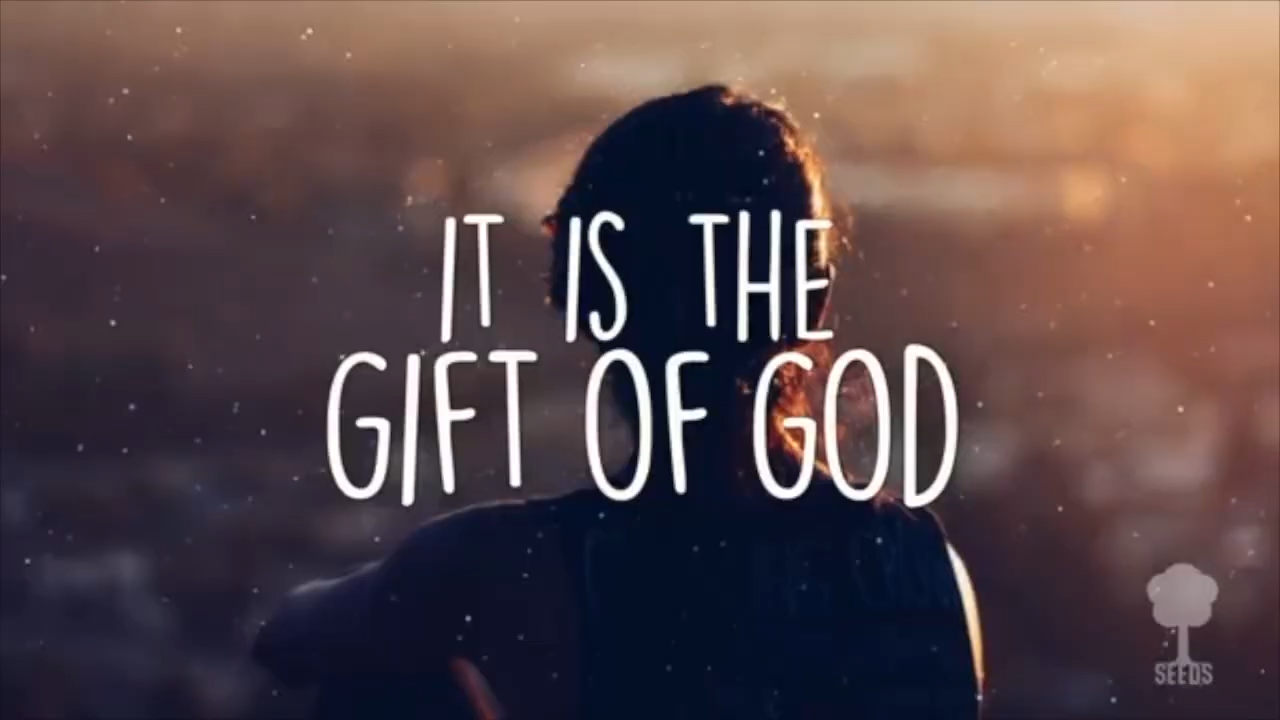 IT IS THE
GIFT OF GOD
SEEDS